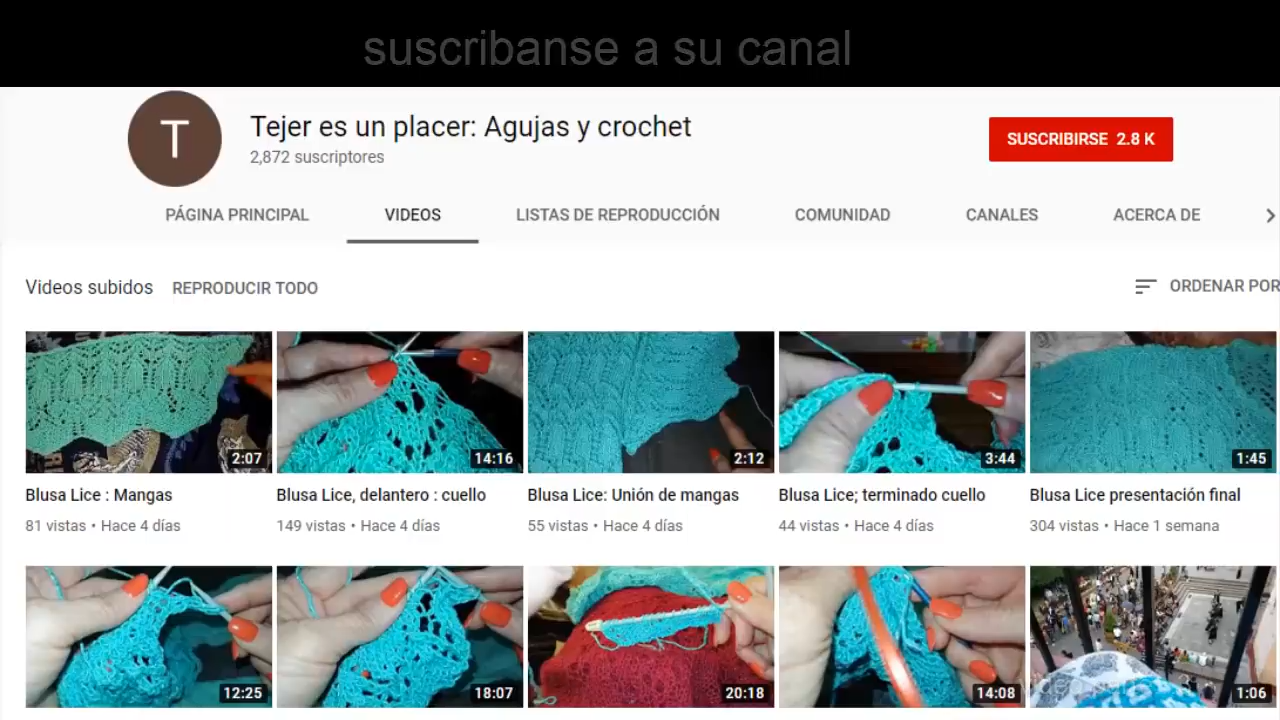 suscribanse a su canal
T
Tejer es un placer: Agujas y crochet
2,872 suscriptores
SUSCRIBIRSE 2.8 K
PÁGINA PRINCIPAL VIDEOS LISTAS DE REPRODUCCIÓN COMUNIDAD CANALES ACERCA DE
Videos subidos REPRODUCIR TODO ORDENAR POR
2:07 14:16 2:12 3:44 1:45
Blusa Lice : Mangas Blusa Lice, delantero : cuello Blusa Lice: Unión de mangas Blusa Lice; terminado cuello Blusa Lice presentación final
81 vistas • Hace 4 días 149 vistas • Hace 4 días 55 vistas • Hace 4 días 44 vistas • Hace 4 días 304 vistas • Hace 1 semana
12:25 18:07 20:18 14:08 1:06